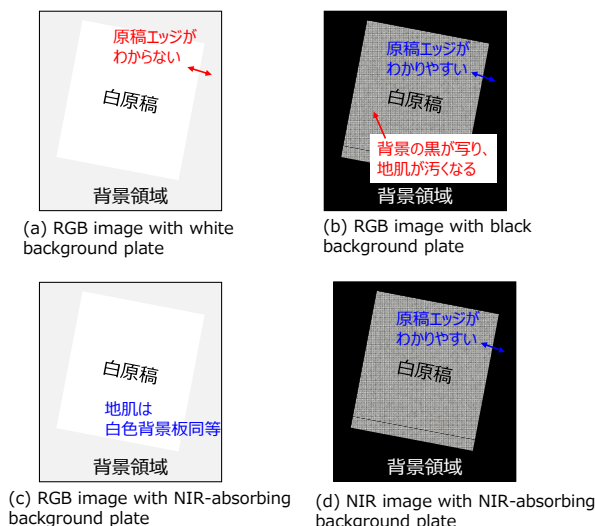 原稿エッジが
わからない
白原稿
背景領域
(a) RGB image with white
background plate
原稿エッジが
わかりやすい
白原稿
背景の黒が写り、
地肌が汚くなる
背景領域
(b) RGB image with black
background plate
白原稿
地肌は
白色背景板同等
背景領域
(c) RGB image with NIR-absorbing
background plate
原稿エッジが
わかりやすい
白原稿
背景領域
(d) NIR image with NIR-absorbing
background plate